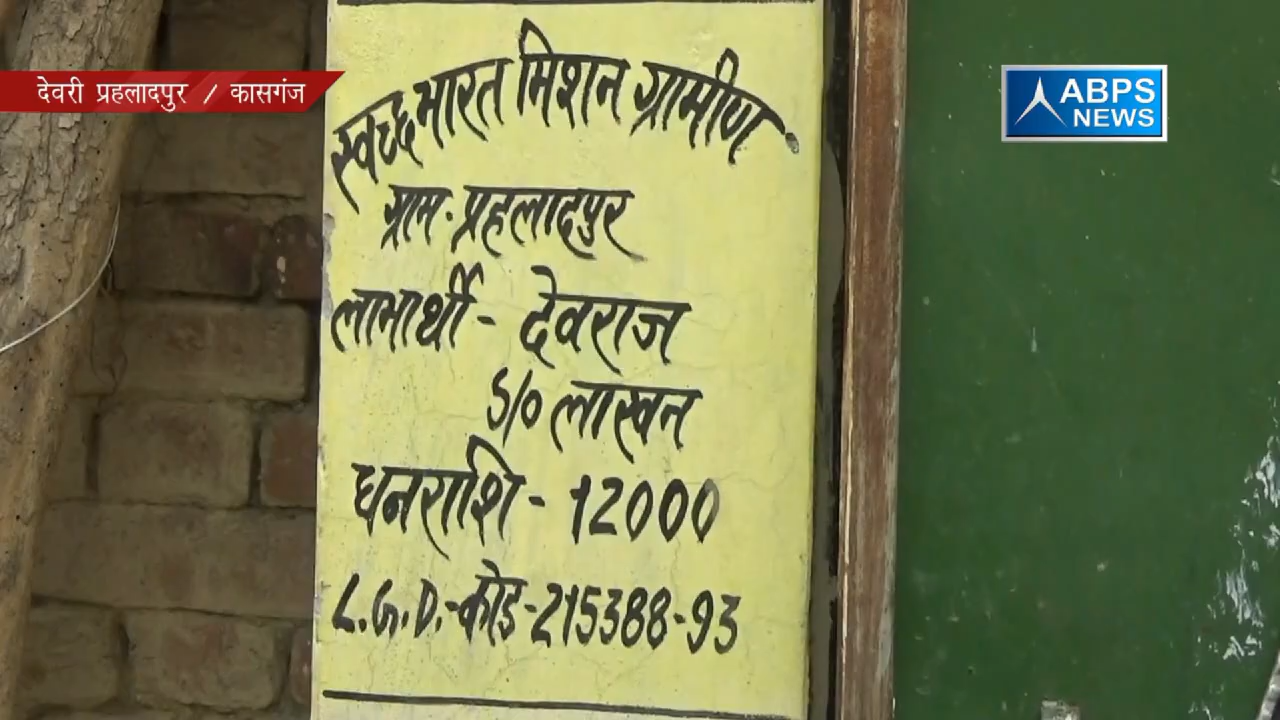 देवरी प्रहलादपुर / कासगंज
ABPS
NEWS
स्वच्छ भारत मिशन ग्रामीण
ग्राम-प्रहलादपुर
लाभार्थी - देवराज
S/o लाखन
धनराशि - 12000
L.G.D.-कोड-215388-93